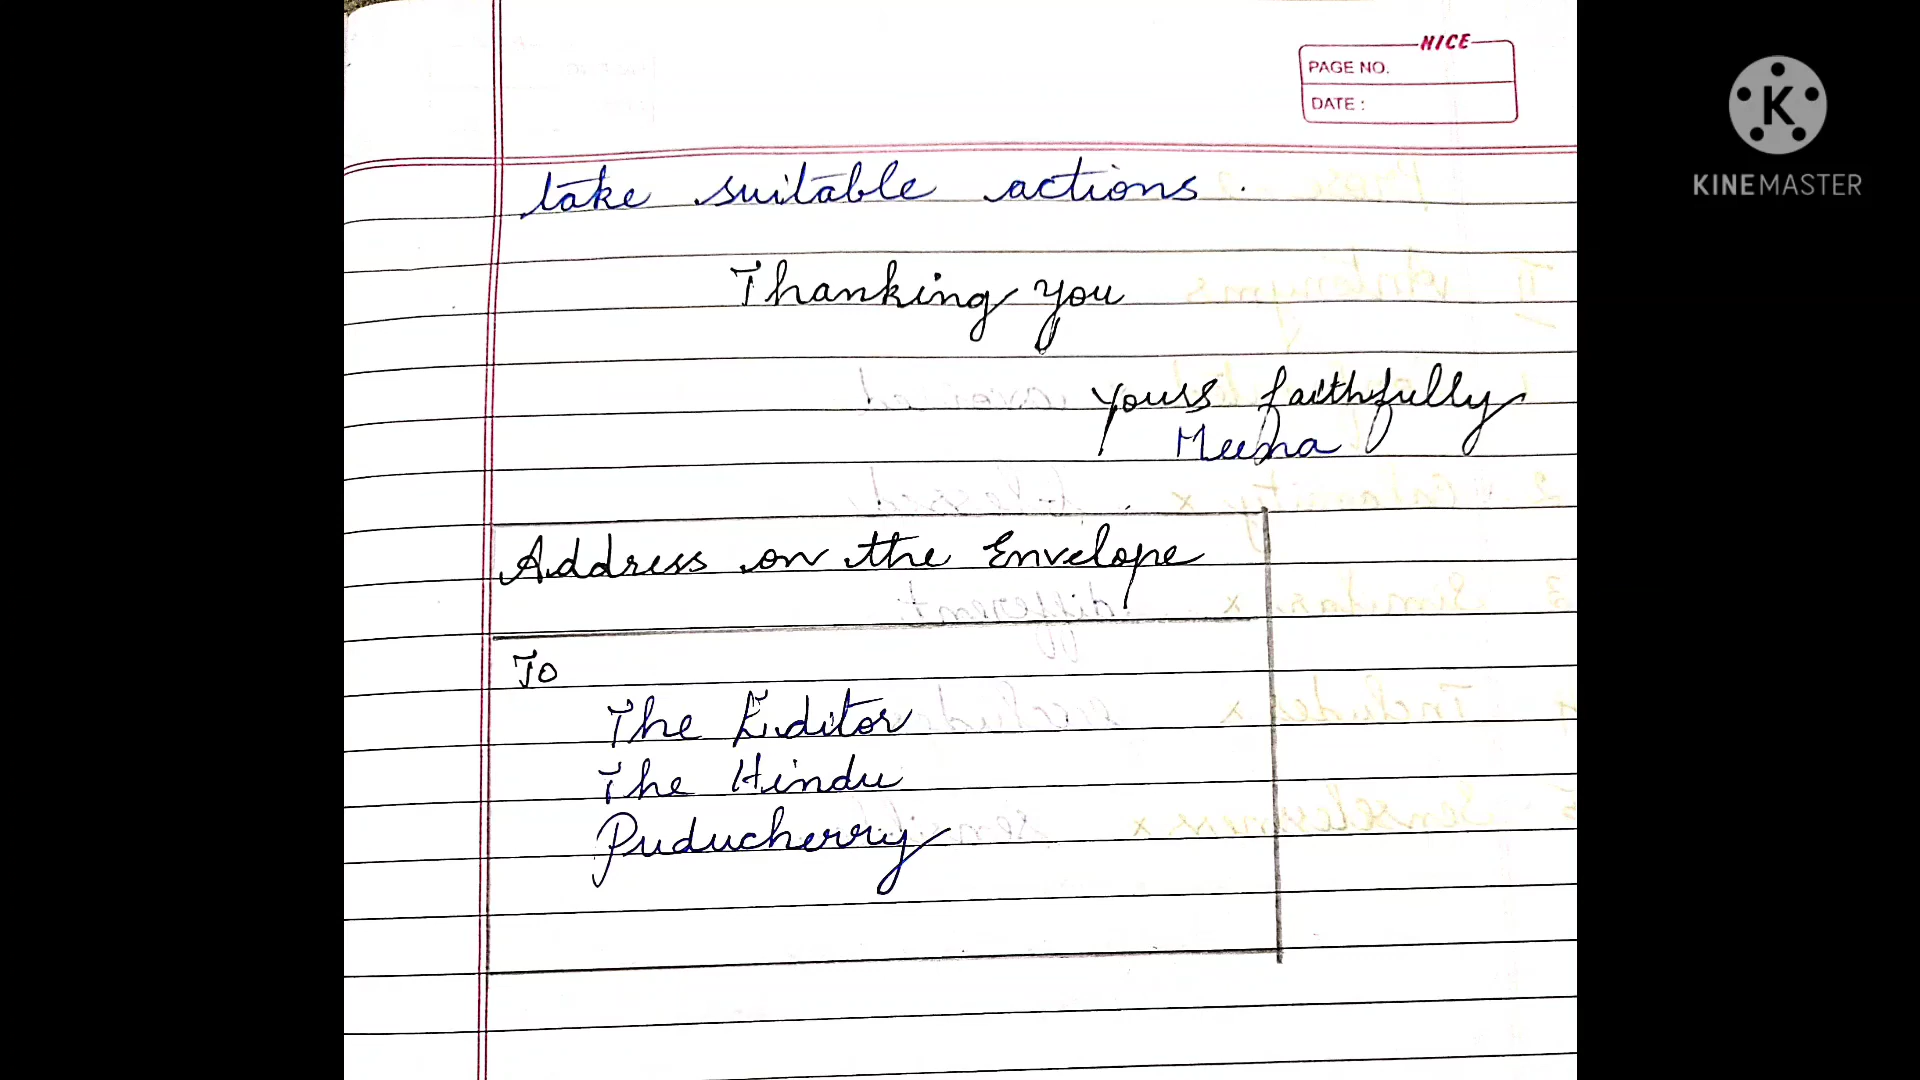 NICE
PAGE NO.
DATE :
K
KINEMASTER
take suitable actions.
Thanking you
Yours faithfully
Meena
Address on the Envelope
To
The Editor
The Hindu
Puducherry